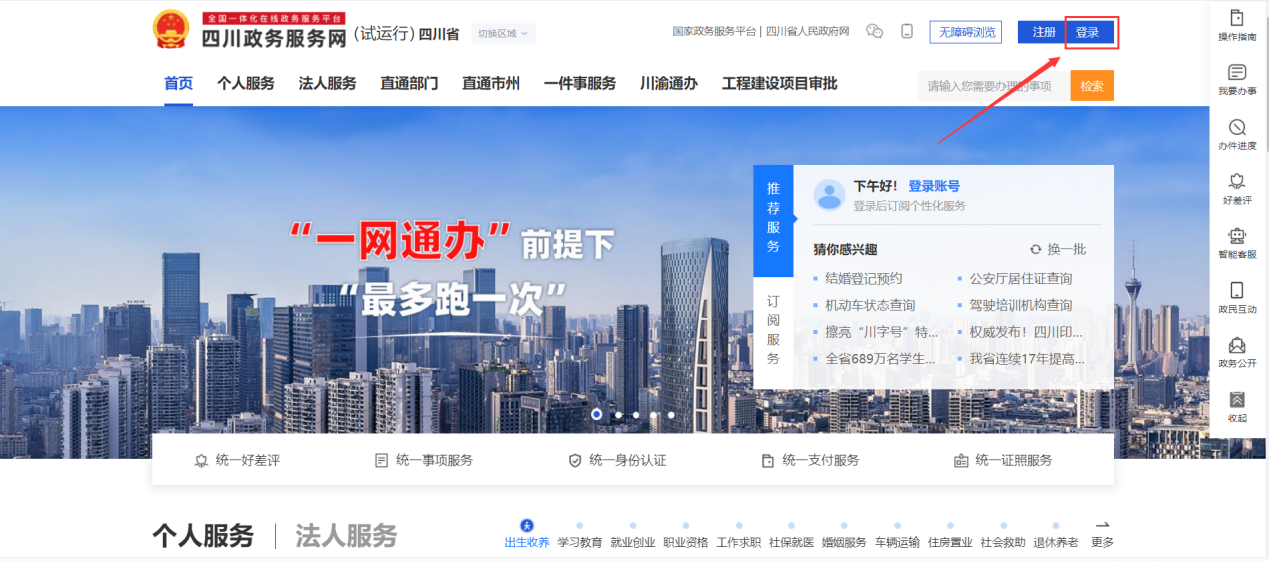 全国一体化在线政务服务平台
四川政务服务网 (试运行) 四川省 切换区域
国家政务服务平台 | 四川省人民政府网 无障碍浏览 注册 登录
首页 个人服务 法人服务 直通部门 直通市州 一件事服务 川渝通办 工程建设项目审批
请输入您需要办理的事项 检索
操作指南
我要办事
办件进度
好差评
智能客服
政民互动
政务公开
收起
“一网通办”前提下
“最多跑一次”
推荐服务
订阅服务
下午好！ 登录账号
登录后订阅个性化服务
猜你感兴趣 换一批
结婚登记预约 公安厅居住证查询
机动车状态查询 驾驶培训机构查询
擦亮“川字号”特... 权威发布！四川印...
全省689万名学生... 我省连续17年提高...
统一好差评 统一事项服务 统一身份认证 统一支付服务 统一证照服务
个人服务 | 法人服务
出生收养 学习教育 就业创业 职业资格 工作求职 社保就医 婚姻服务 车辆运输 住房置业 社会救助 退休养老 更多